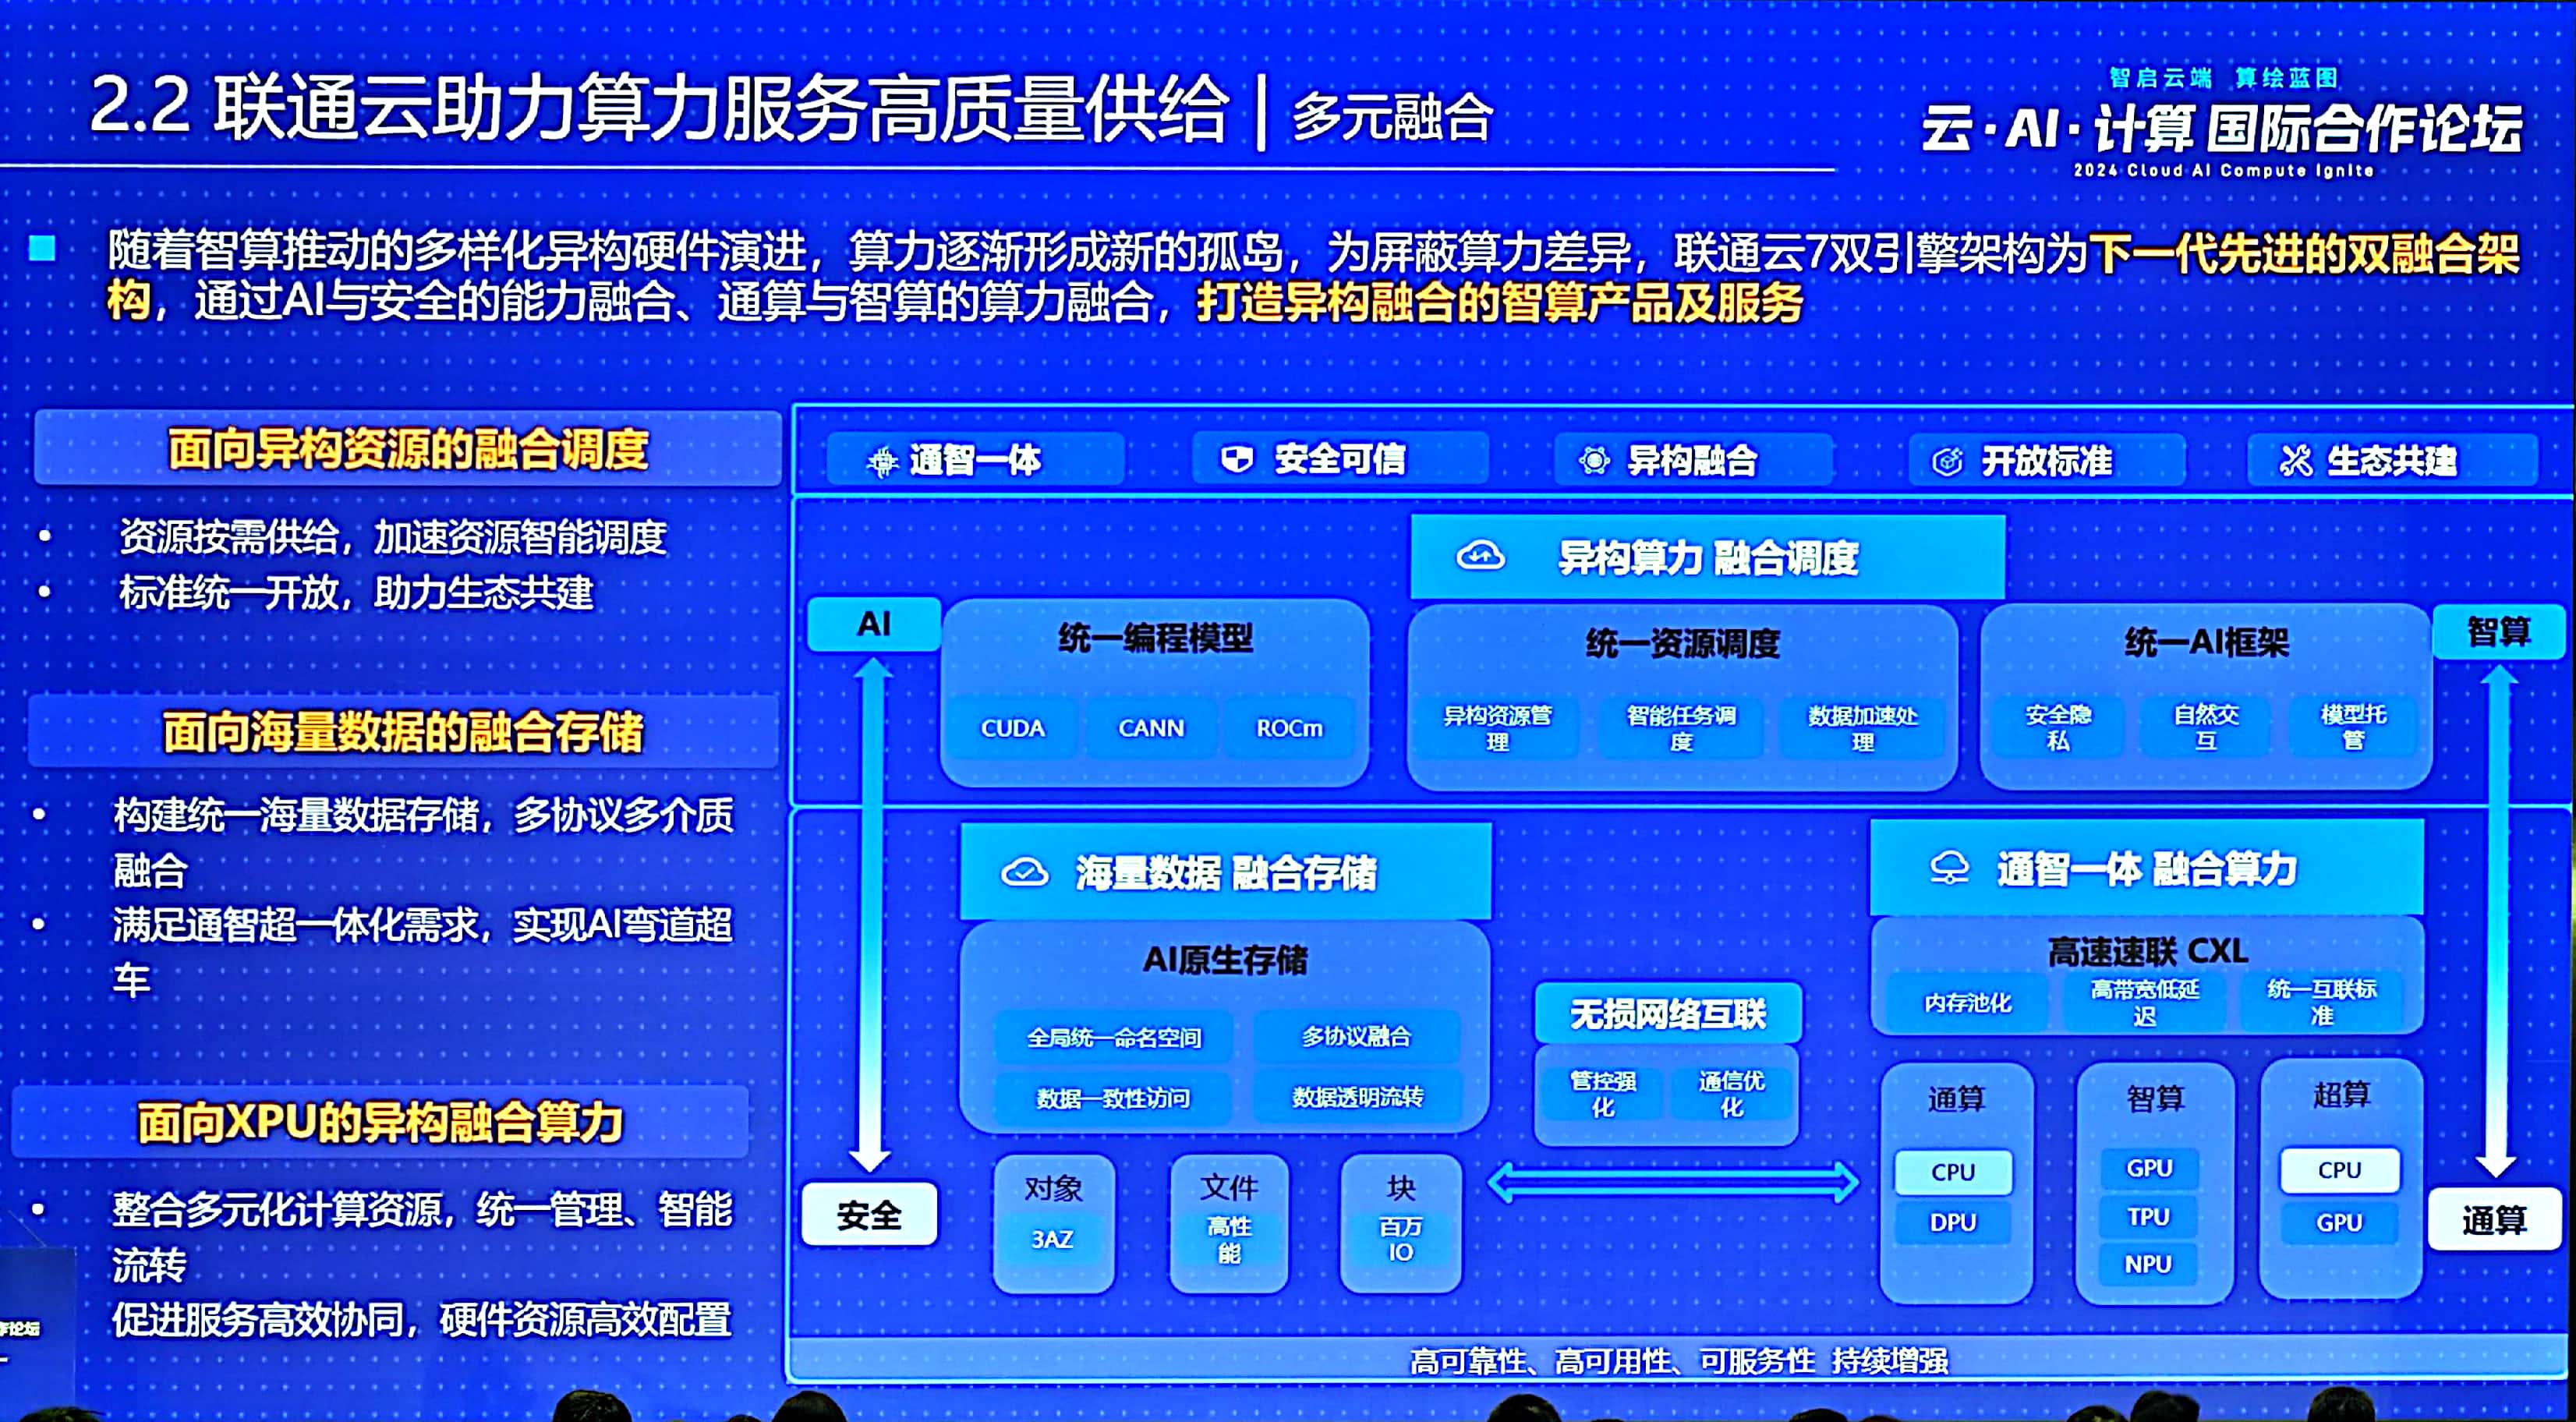 2.2 联通云助力算力服务高质量供给 | 多元融合
智启云端 算绘蓝图
云·AI·计算 国际合作论坛
2024 Cloud AI Compute Ignite
随着智算推动的多样化异构硬件演进，算力逐渐形成新的孤岛，为屏蔽算力差异，联通云7双引擎架构为下一代先进的双融合架
构，通过AI与安全的能力融合、通算与智算的算力融合，打造异构融合的智算产品及服务
面向异构资源的融合调度
• 资源按需供给，加速资源智能调度
• 标准统一开放，助力生态共建
面向海量数据的融合存储
• 构建统一海量数据存储，多协议多介质
融合
• 满足通智超一体化需求，实现AI弯道超
车
面向XPU的异构融合算力
• 整合多元化计算资源，统一管理、智能
流转
促进服务高效协同，硬件资源高效配置
作论坛
通智一体
安全可信
异构融合
开放标准
生态共建
异构算力 融合调度
AI
统一编程模型
CUDA
CANN
ROCm
统一资源调度
异构资源管
理
智能任务调
度
数据加速处
理
统一AI框架
安全隐
私
自然交
互
模型托
管
智算
海量数据 融合存储
AI原生存储
全局统一命名空间
多协议融合
数据一致性访问
数据透明流转
对象
3AZ
文件
高性
能
块
百万
IO
安全
无损网络互联
管控强
化
通信优
化
通智一体 融合算力
高速速联 CXL
内存池化
高带宽低延
迟
统一互联标
准
通算
CPU
DPU
智算
GPU
TPU
NPU
超算
CPU
GPU
通算
高可靠性、高可用性、可服务性 持续增强